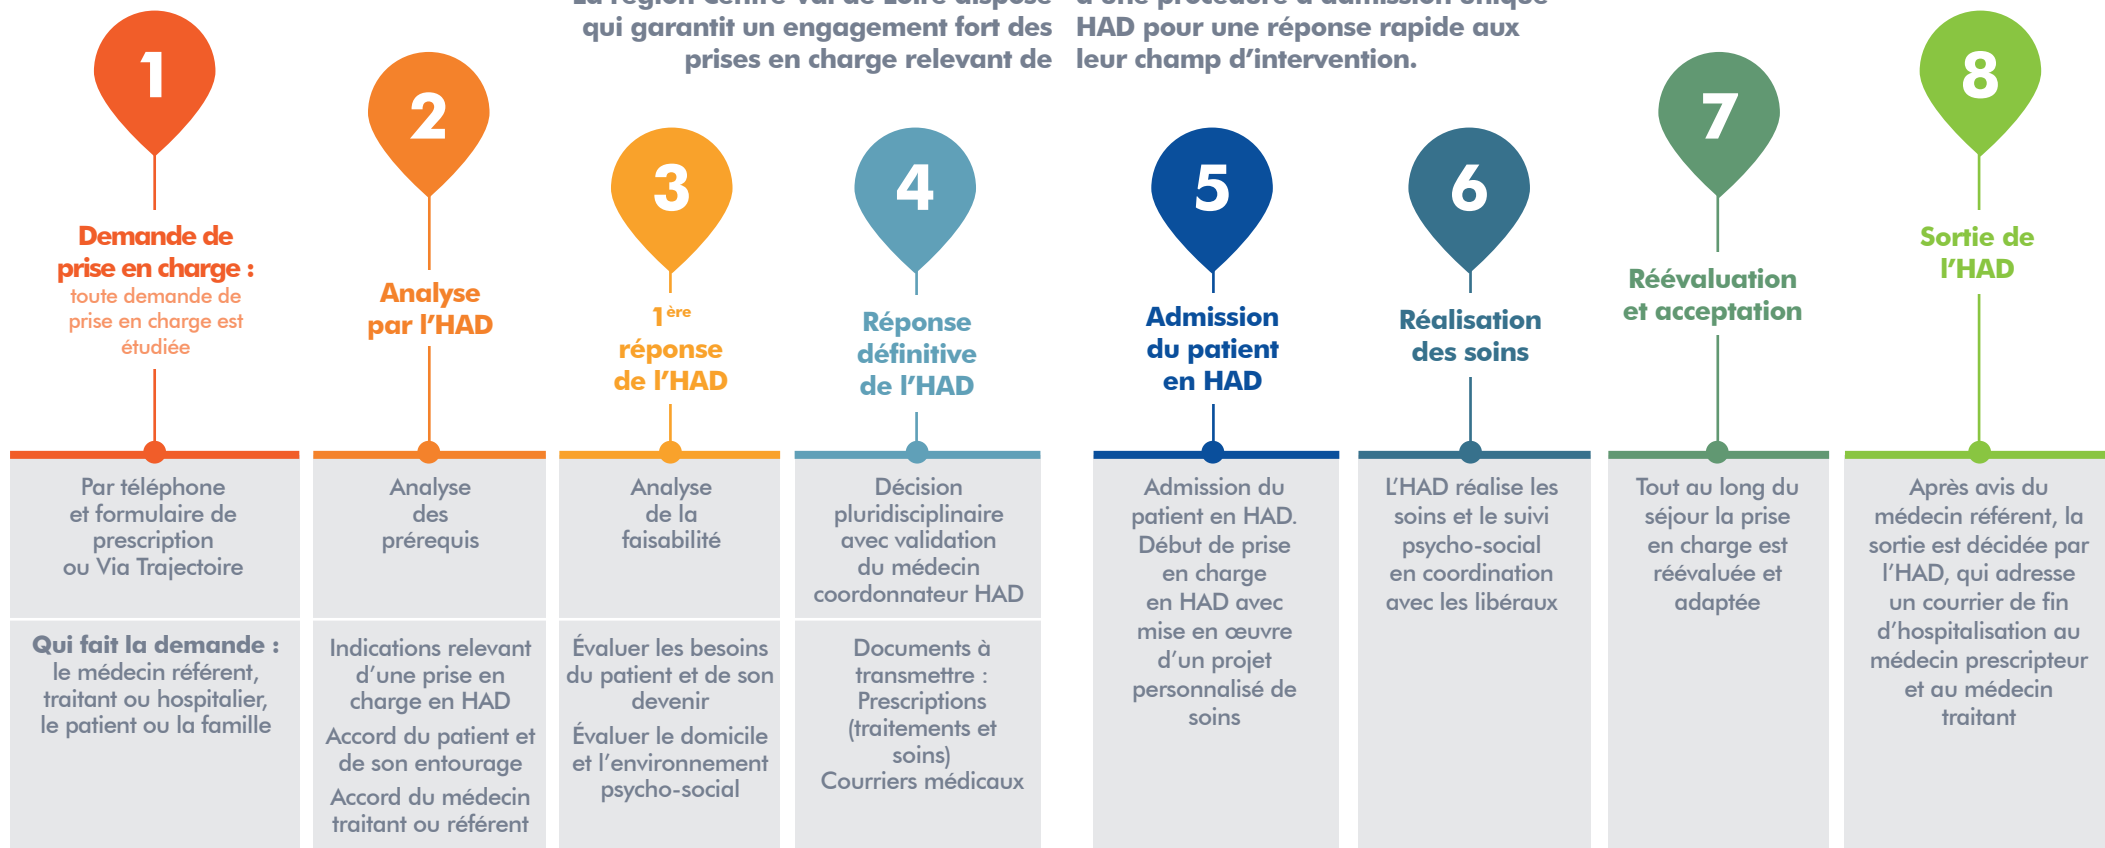 La région Centre-Val de Loire dispose d'une procédure d'admission unique
qui garantit un engagement fort des HAD pour une réponse rapide aux
prises en charge relevant de leur champ d'intervention.
1
Demande de
prise en charge :
toute demande de
prise en charge est
étudiée
Par téléphone
et formulaire de
prescription
ou Via Trajectoire
Qui fait la demande :
le médecin référent,
traitant ou hospitalier,
le patient ou la famille
2
Analyse
par l'HAD
Analyse
des
prérequis
Indications relevant
d'une prise en
charge en HAD
Accord du patient et
de son entourage
Accord du médecin
traitant ou référent
3
1ère
réponse
de l'HAD
Analyse
de la
faisabilité
Évaluer les besoins
du patient et de son
devenir
Évaluer le domicile
et l'environnement
psycho-social
4
Réponse
définitive
de l'HAD
Décision
pluridisciplinaire
avec validation
du médecin
coordonnateur HAD
Documents à
transmettre :
Prescriptions
(traitements et
soins)
Courriers médicaux
5
Admission
du patient
en HAD
Admission du
patient en HAD.
Début de prise
en charge
en HAD avec
mise en œuvre
d'un projet
personnalisé de
soins
6
Réalisation
des soins
L'HAD réalise les
soins et le suivi
psycho-social
en coordination
avec les libéraux
7
Réévaluation
et acceptation
Tout au long du
séjour la prise
en charge est
réévaluée et
adaptée
8
Sortie de
l'HAD
Après avis du
médecin référent, la
sortie est décidée par
l'HAD, qui adresse
un courrier de fin
d'hospitalisation au
médecin prescripteur
et au médecin
traitant